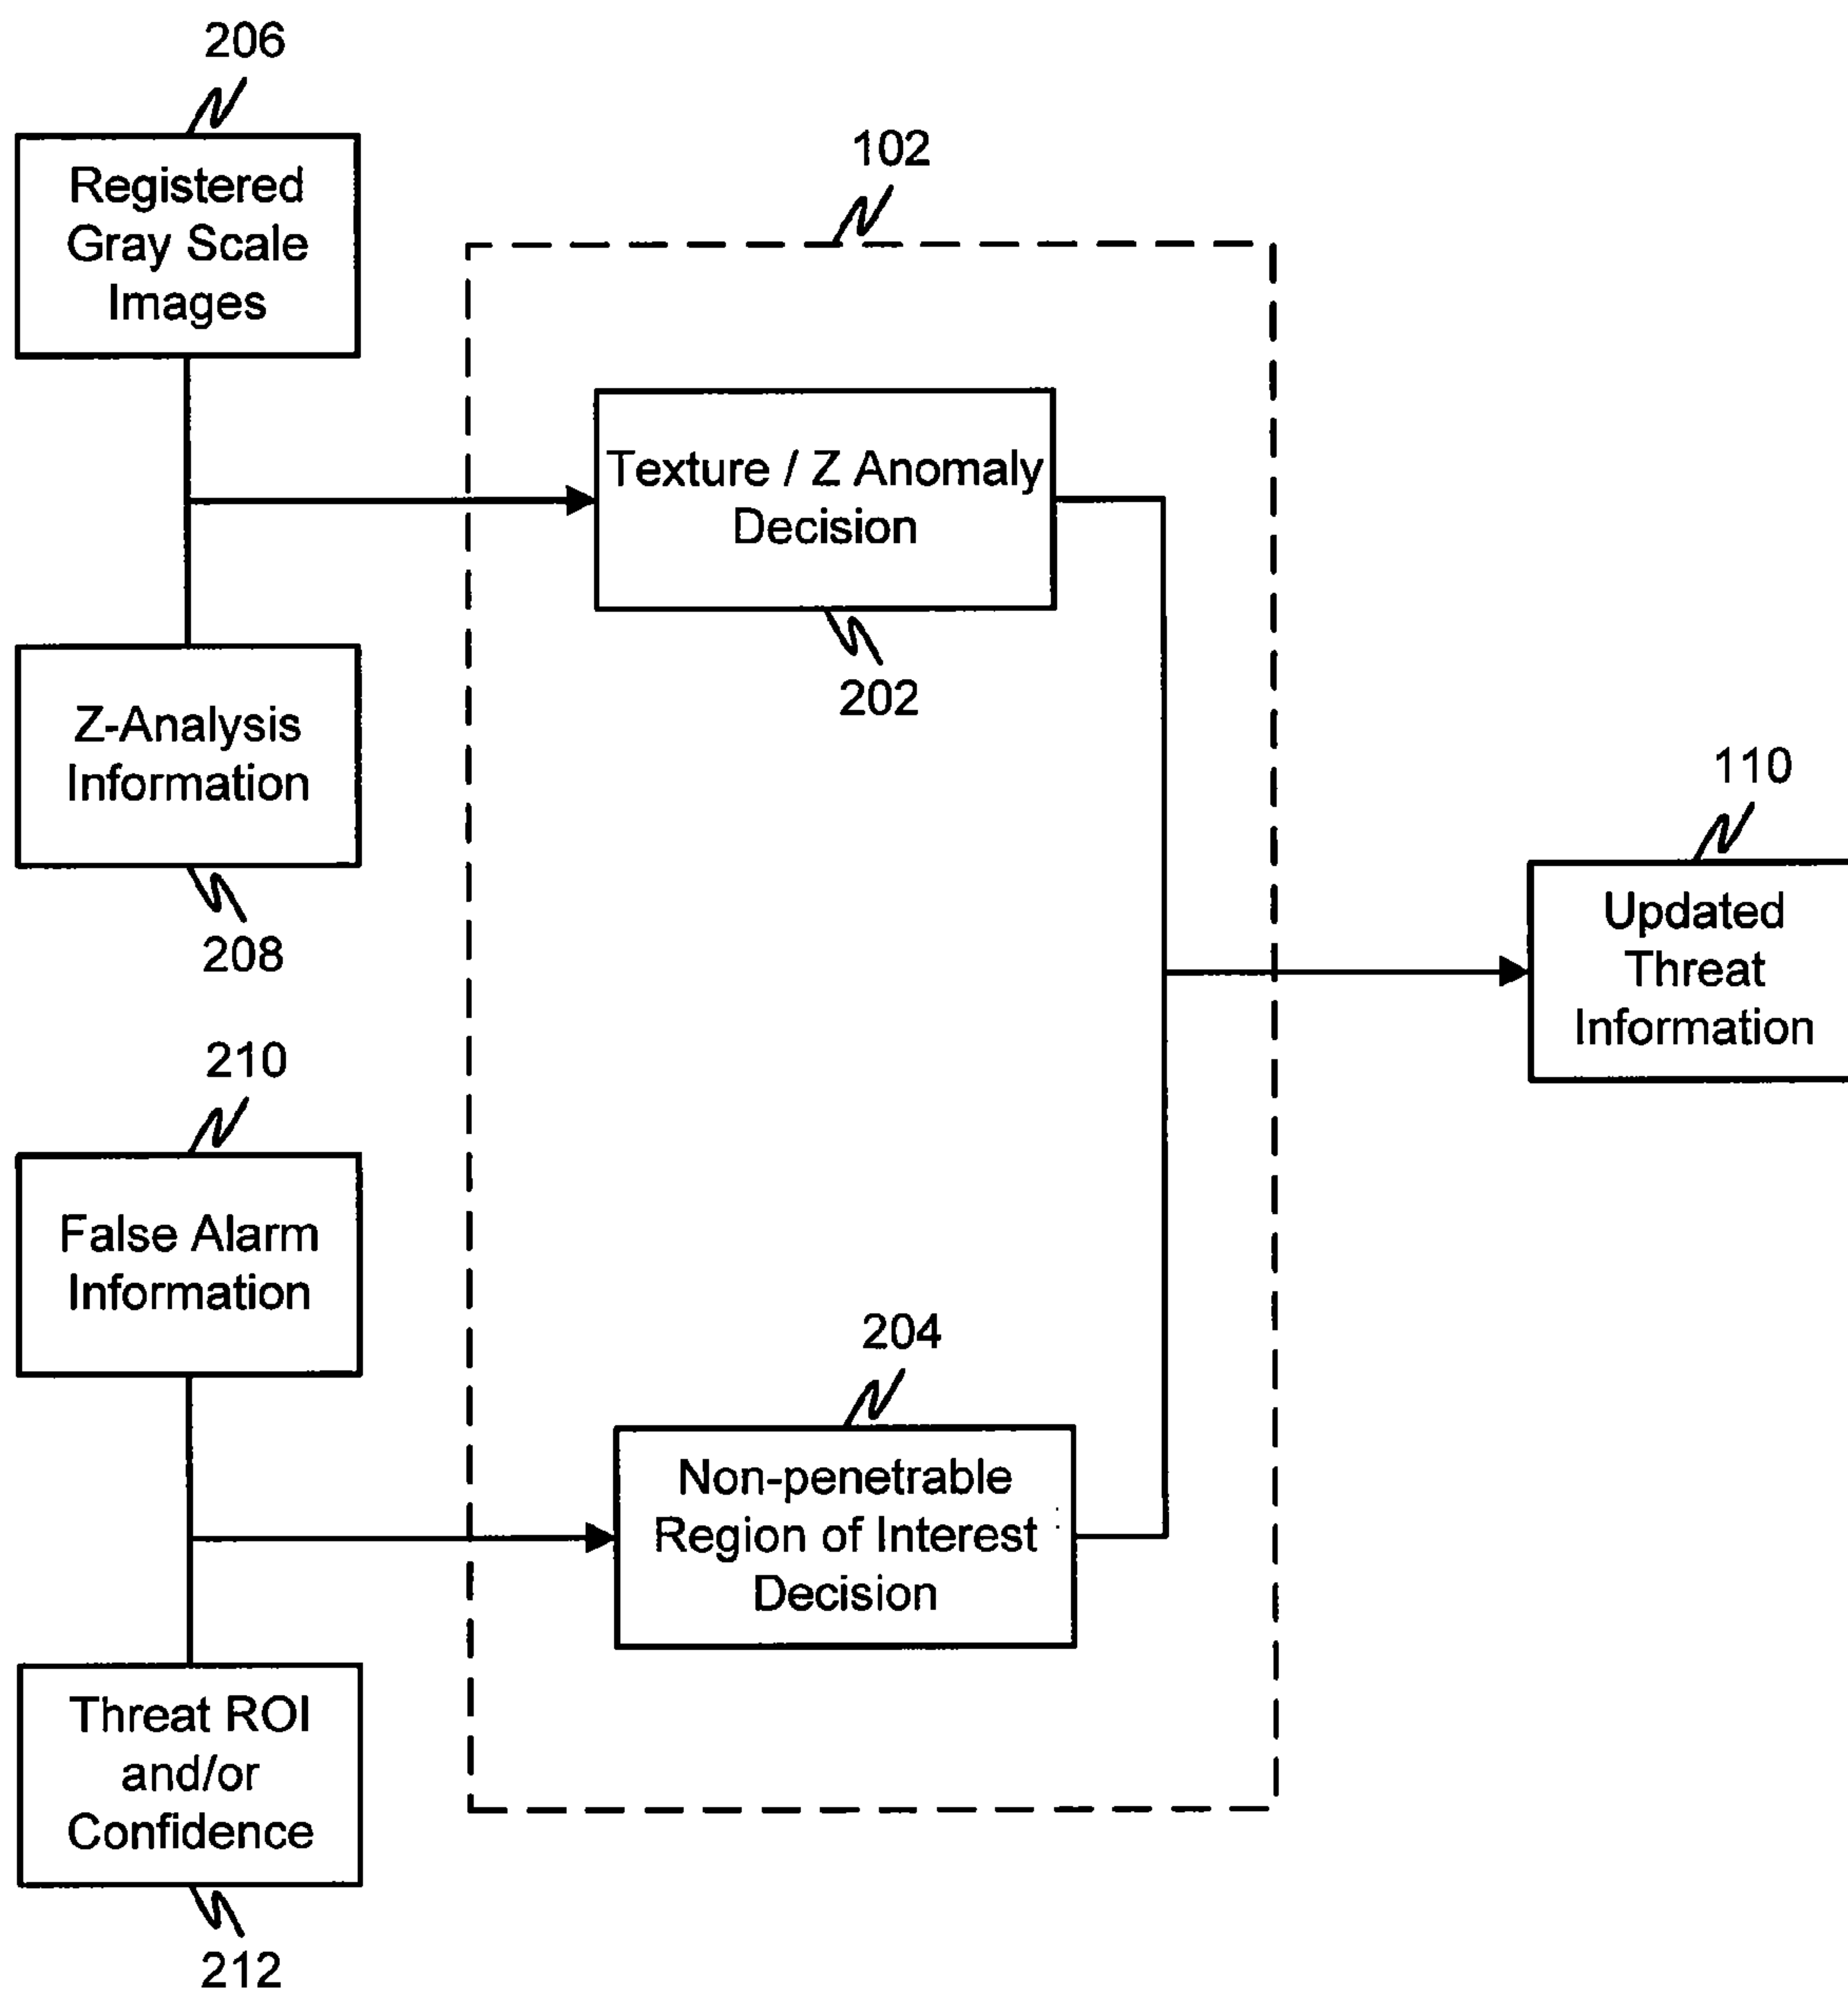 206
Registered
Gray Scale
Images
102
Texture / Z Anomaly
Decision
202
Z-Analysis
Information
208
110
Updated
Threat
Information
210
False Alarm
Information
204
Non-penetrable
Region of Interest
Decision
Threat ROI
and/or
Confidence
212